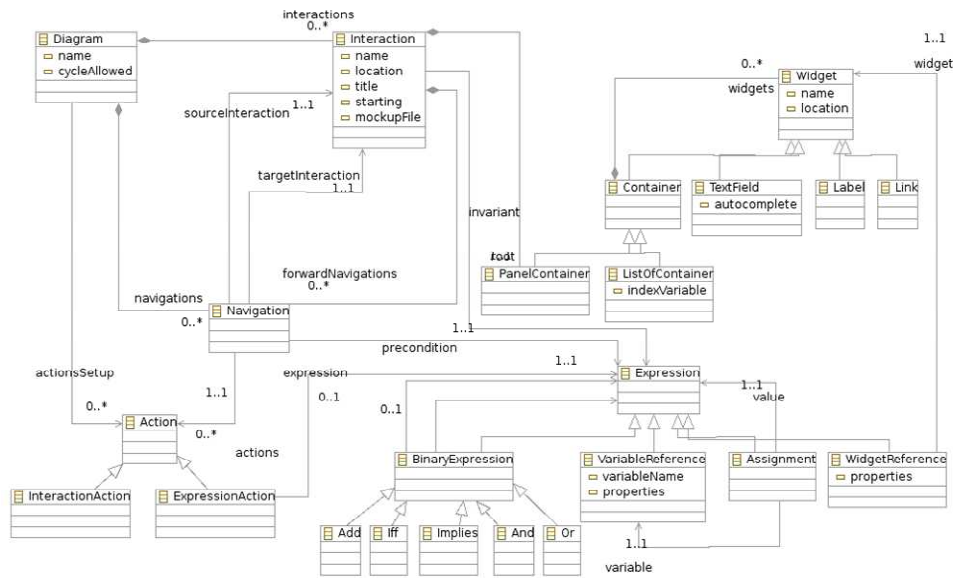 interactions
0..*
Diagram
name
cycleAllowed
Interaction
name
location
title
starting
mockupFile
1..1
widget
0..*
widgets
Widget
name
location
sourceInteraction
1..1
targetInteraction
1..1
Container
TextField
autocomplete
Label
Link
invariant
PanelContainer
ListOfContainer
indexVariable
forwardNavigations
0..*
navigations
0..*
Navigation
1..1
precondition
1..1
actionsSetup
0..*
1..1
0..*
actions
expression
0..1
0..1
Expression
1..1
value
Action
InteractionAction
ExpressionAction
BinaryExpression
VariableReference
variableName
properties
Assignment
WidgetReference
properties
Add
Iff
Implies
And
Or
1..1
variable